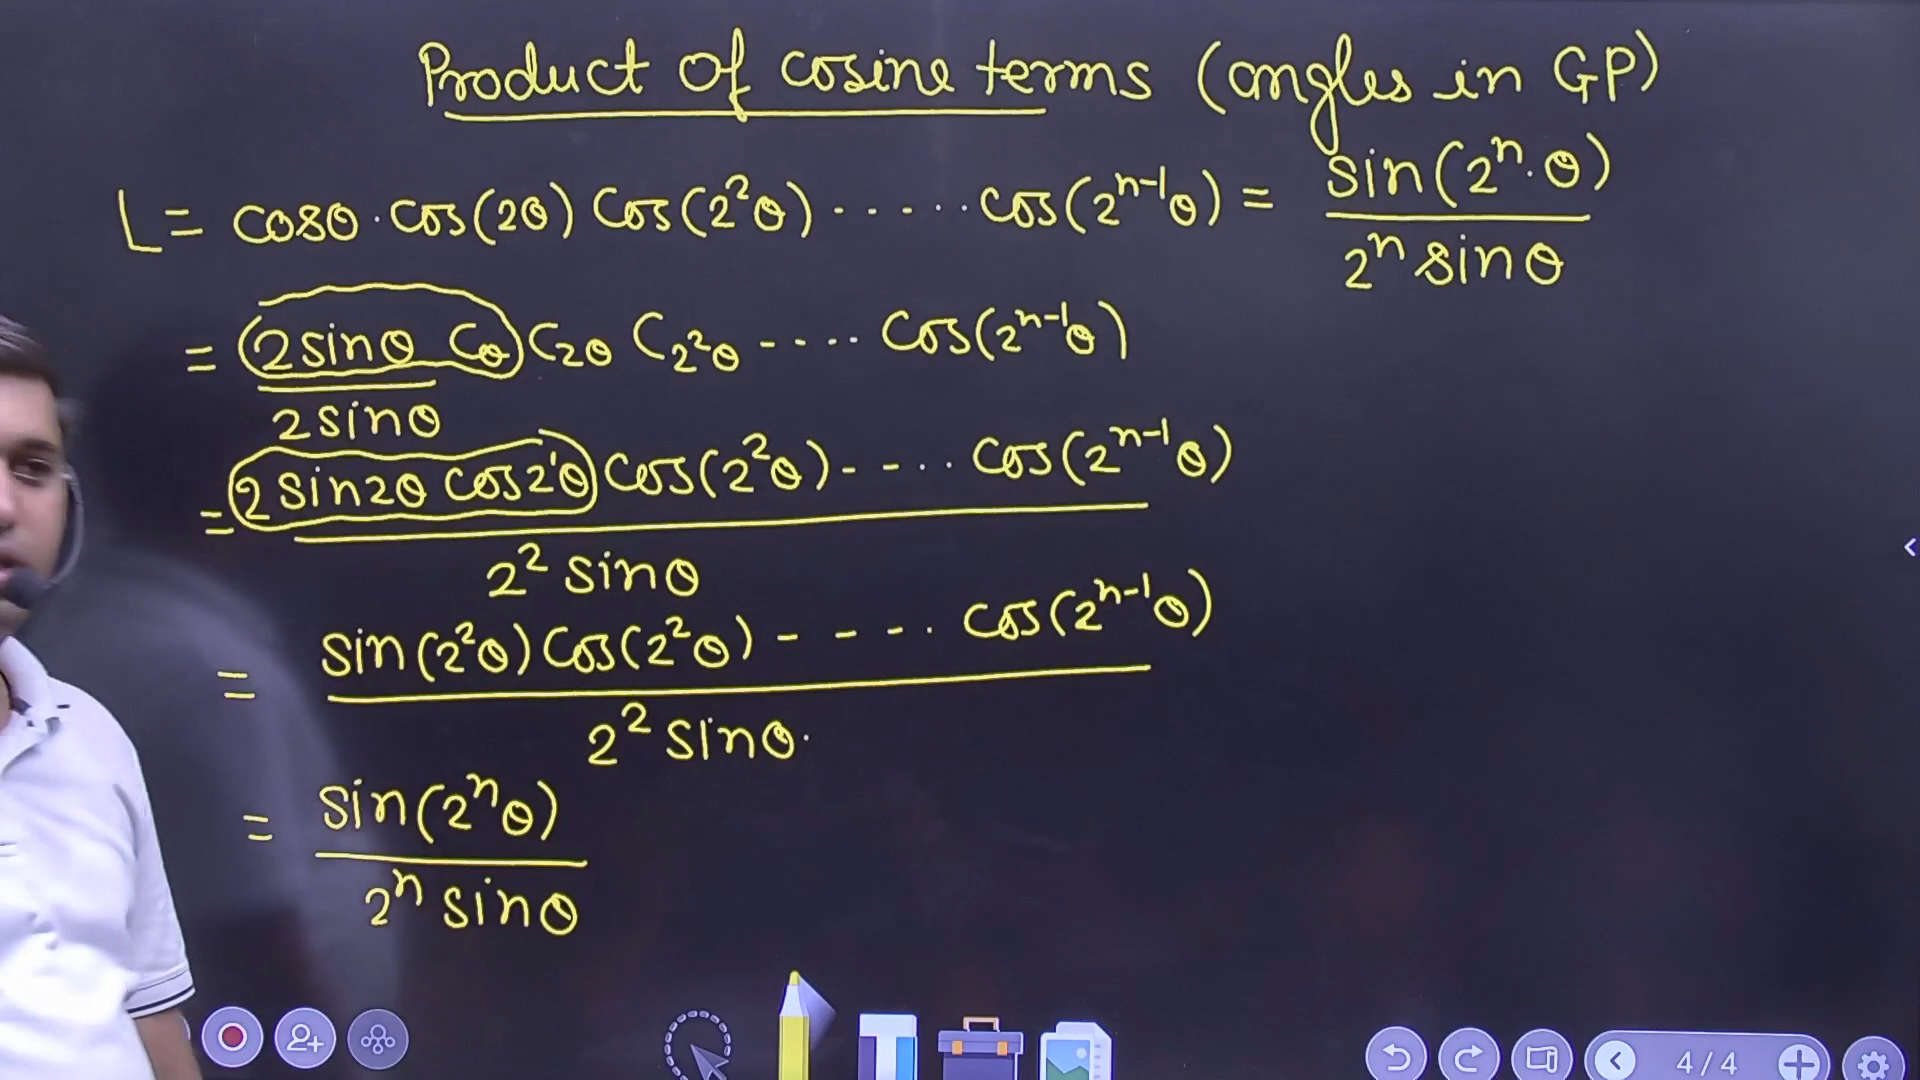 Product of cosine terms (angles in GP)
L = cosθ · cos(2θ) cos(2²θ) - - - · · · cos(2ⁿ⁻¹θ) = sin(2ⁿ·θ)
2ⁿ sinθ
= 2sinθ Cθ C2θ C2²θ - - · · · cos(2ⁿ⁻¹θ)
2sinθ
= 2 sin2θ cos2¹θ cos(2²θ) - - · · · cos(2ⁿ⁻¹θ)
2² sinθ
= sin(2²θ) cos(2²θ) - - - - · cos(2ⁿ⁻¹θ)
2² sinθ·
= sin(2ⁿθ)
2ⁿ sinθ
4/4